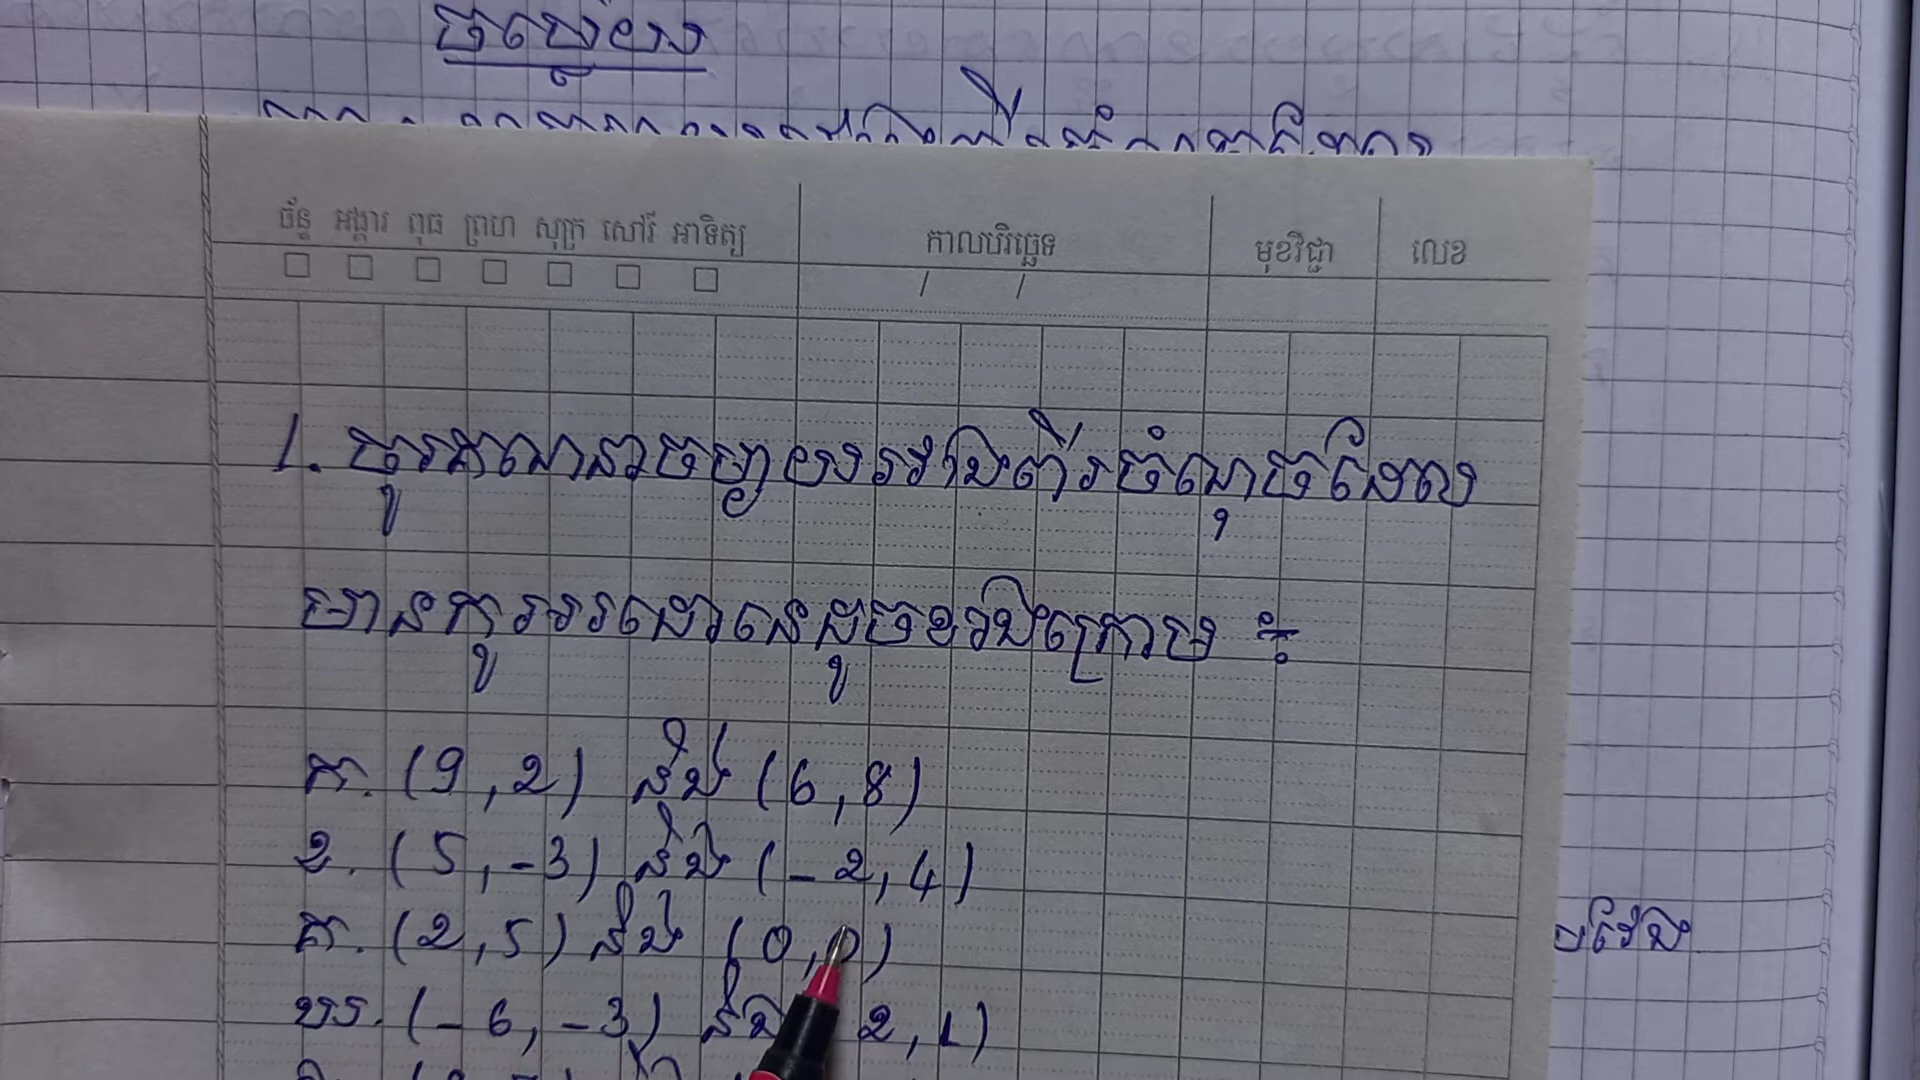 ចម្លើយ
ច័ន្ទ អង្គារ ពុធ ព្រហ សុក្រ សៅរ៍ អាទិត្យ
កាលបរិច្ឆេទ
មុខវិជ្ជា
លេខ
/ /
1. ចូរគណនាចម្ងាយរវាងពីរចំណុចដែល
មានកូអរដោនេដូចខាងក្រោម ៖
ក. (9, 2) និង (6, 8)
ខ. (5, -3) និង (-2, 4)
គ. (2, 5) និង (0, 0)
ឃ. (-6, -3) និង 2, 1)